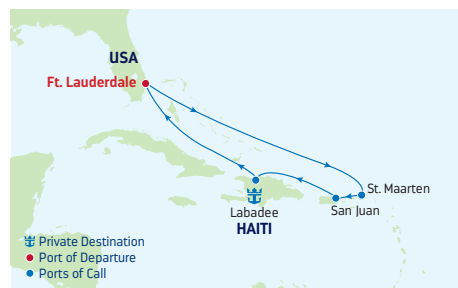 USA
Ft. Lauderdale
St. Maarten
San Juan
Labadee
HAITI
Private Destination
Port of Departure
Ports of Call